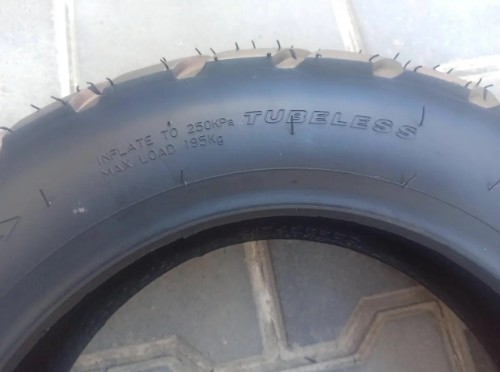 INFLATE TO 250KPa TUBELESS
MAX LOAD 195Kg